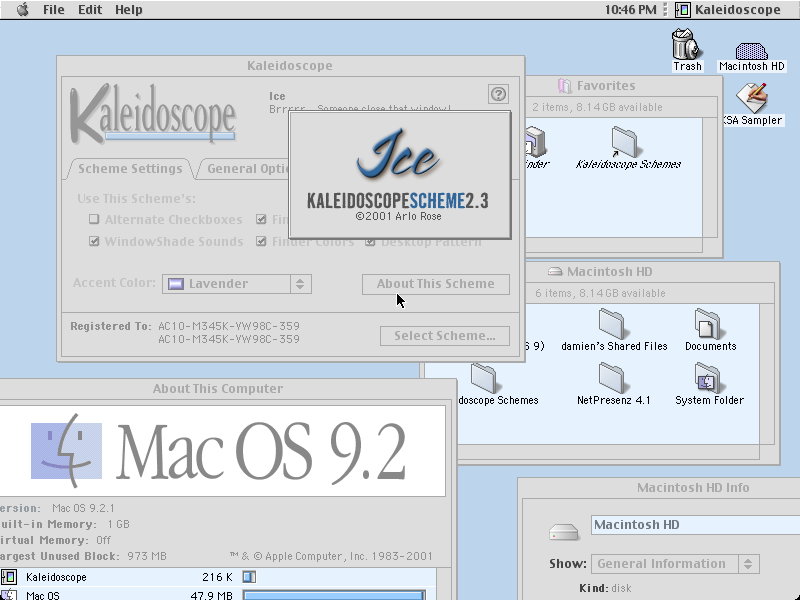 File Edit Help
10:46 PM Kaleidoscope
Trash
Macintosh HD
KSA Sampler
Kaleidoscope
Kaleidoscope
Ice
Brrrrr... Someone close that window!
Scheme Settings
General Optio
Use This Scheme's:
Alternate Checkboxes
Fin
WindowShade Sounds
Finder Colors
Desktop Pattern
Accent Color: Lavender
About This Scheme
Registered To: AC10-M345K-YW98C-359
AC10-M345K-YW98C-359
Select Scheme...
Ice
KALEIDOSCOPESCHEME2.3
©2001 Arlo Rose
Favorites
2 items, 8.14 GB available
inder
Kaleidoscope Schemes
Macintosh HD
6 items, 8.14 GB available
S 9)
damien's Shared Files
Documents
doscope Schemes
NetPresenz 4.1
System Folder
About This Computer
Mac OS 9.2
ersion: Mac OS 9.2.1
uilt-in Memory: 1 GB
irtual Memory: Off
argest Unused Block: 973 MB
™ & © Apple Computer, Inc. 1983-2001
Kaleidoscope 216 K
Mac OS 47.9 MB
Macintosh HD Info
Macintosh HD
Show: General Information
Kind: disk